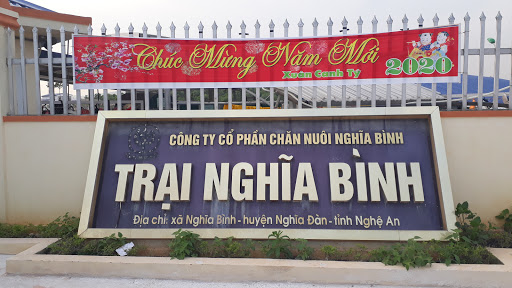 Chúc Mừng Năm Mới
Xuân Canh Tý
2020
CÔNG TY CỔ PHẦN CHĂN NUÔI NGHĨA BÌNH
TRẠI NGHĨA BÌNH
Địa chỉ: xã Nghĩa Bình - huyện Nghĩa Đàn - tỉnh Nghệ An